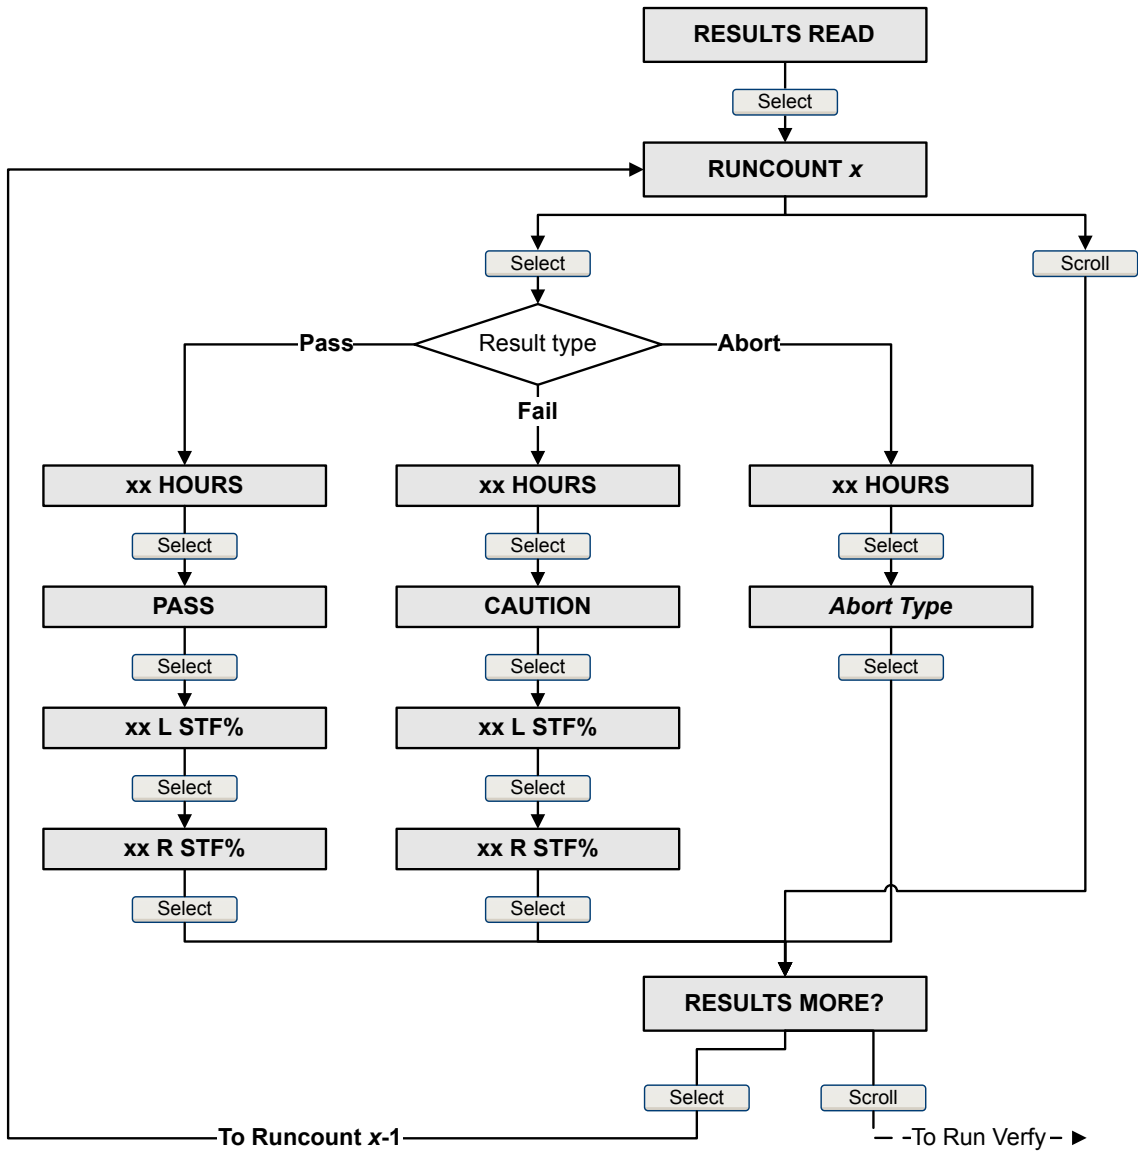 RESULTS READ
Select
RUNCOUNT x
Select
Scroll
Pass
Result type
Abort
Fail
xx HOURS
xx HOURS
xx HOURS
Select
Select
Select
PASS
CAUTION
Abort Type
Select
Select
Select
xx L STF%
xx L STF%
Select
Select
xx R STF%
xx R STF%
Select
Select
RESULTS MORE?
Select
Scroll
To Runcount x-1
To Run Verfy